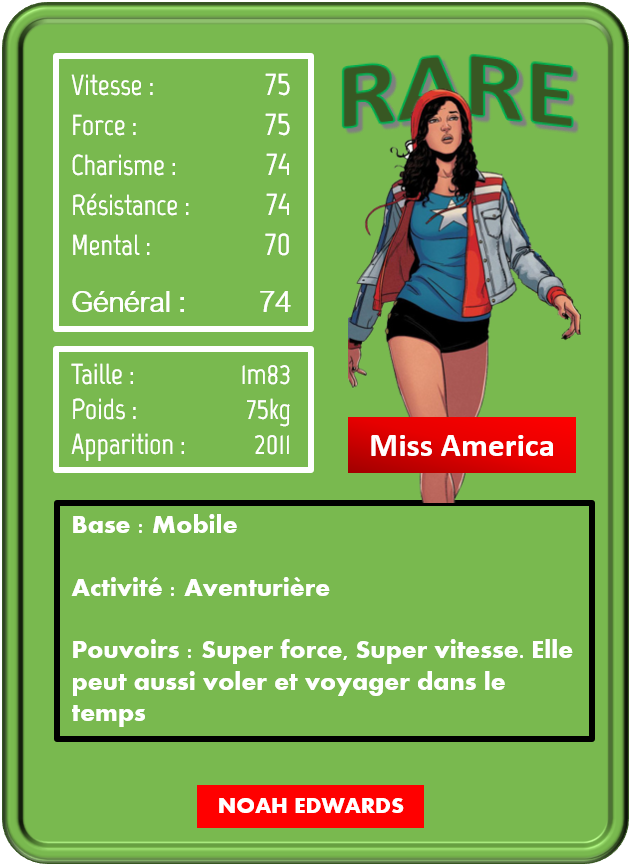 RARE
Vitesse : 75
Force : 75
Charisme : 74
Résistance : 74
Mental : 70
Général : 74
Taille : 1m83
Poids : 75kg
Apparition : 2011
Miss America
Base : Mobile
Activité : Aventurière
Pouvoirs : Super force, Super vitesse. Elle
peut aussi voler et voyager dans le
temps
NOAH EDWARDS